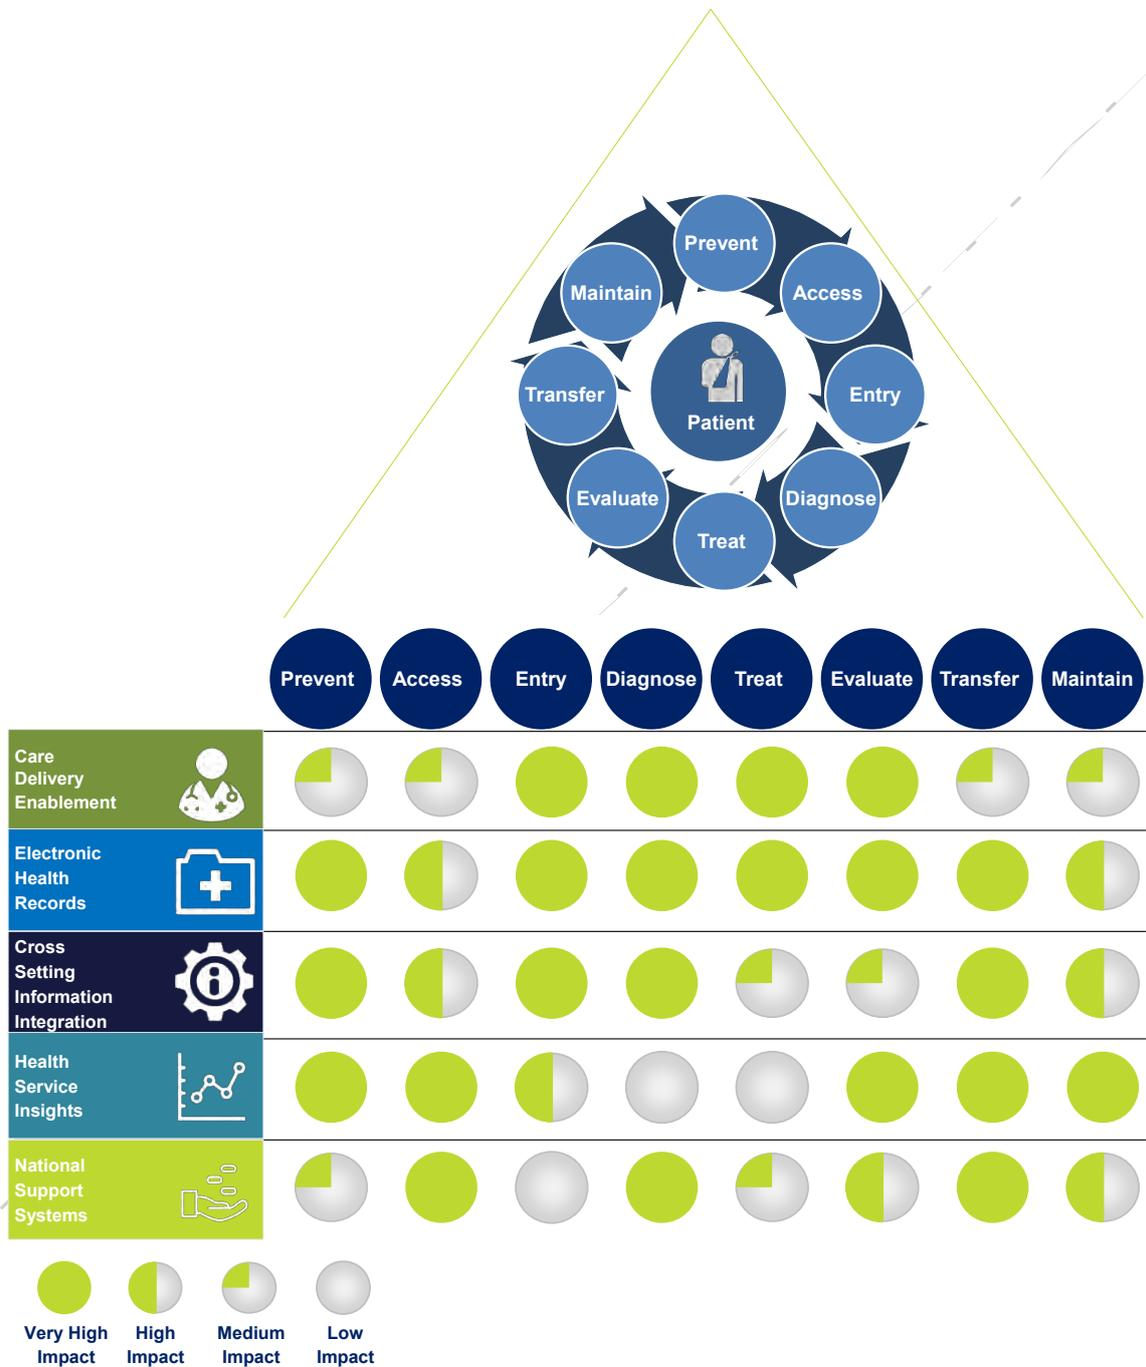 Prevent
Maintain
Access
Transfer
Patient
Entry
Evaluate
Diagnose
Treat
Prevent Access Entry Diagnose Treat Evaluate Transfer Maintain
Care
Delivery
Enablement
Electronic
Health
Records
Cross
Setting
Information
Integration
Health
Service
Insights
National
Support
Systems
Very High
Impact
High
Impact
Medium
Impact
Low
Impact